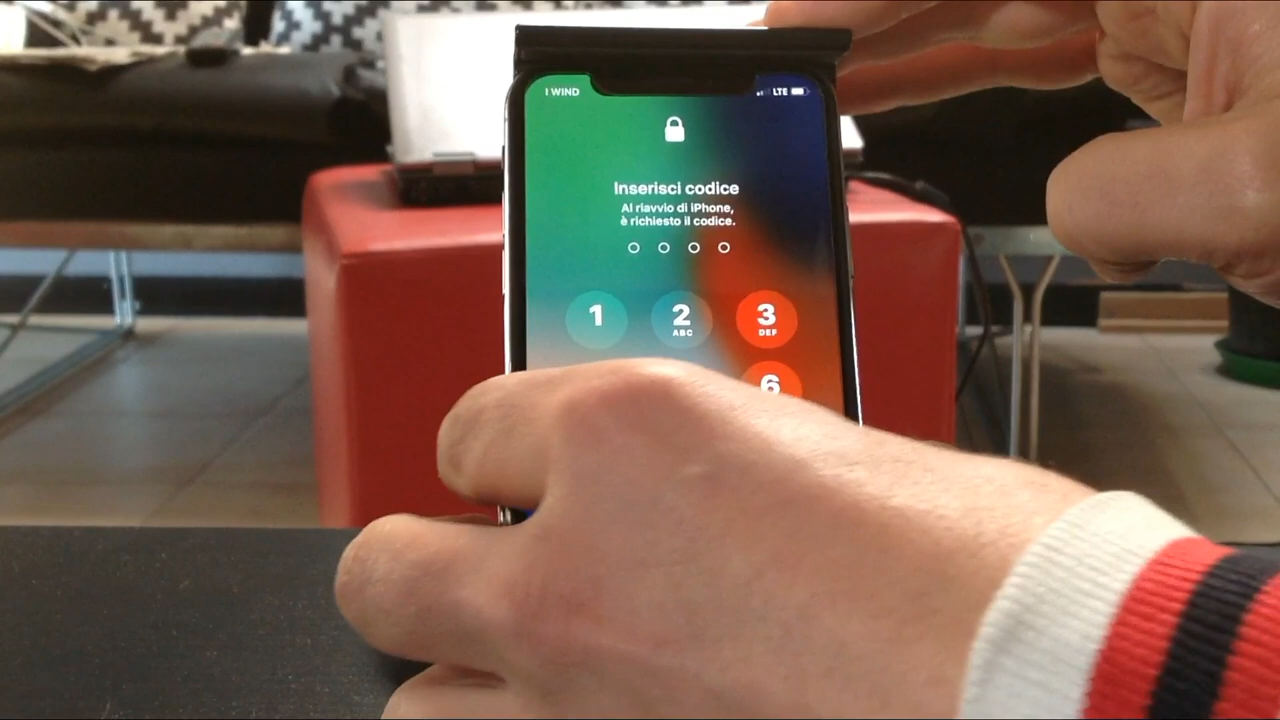 I WIND LTE
Inserisci codice
Al riavvio di iPhone,
è richiesto il codice.
1 2 3
ABC DEF
6